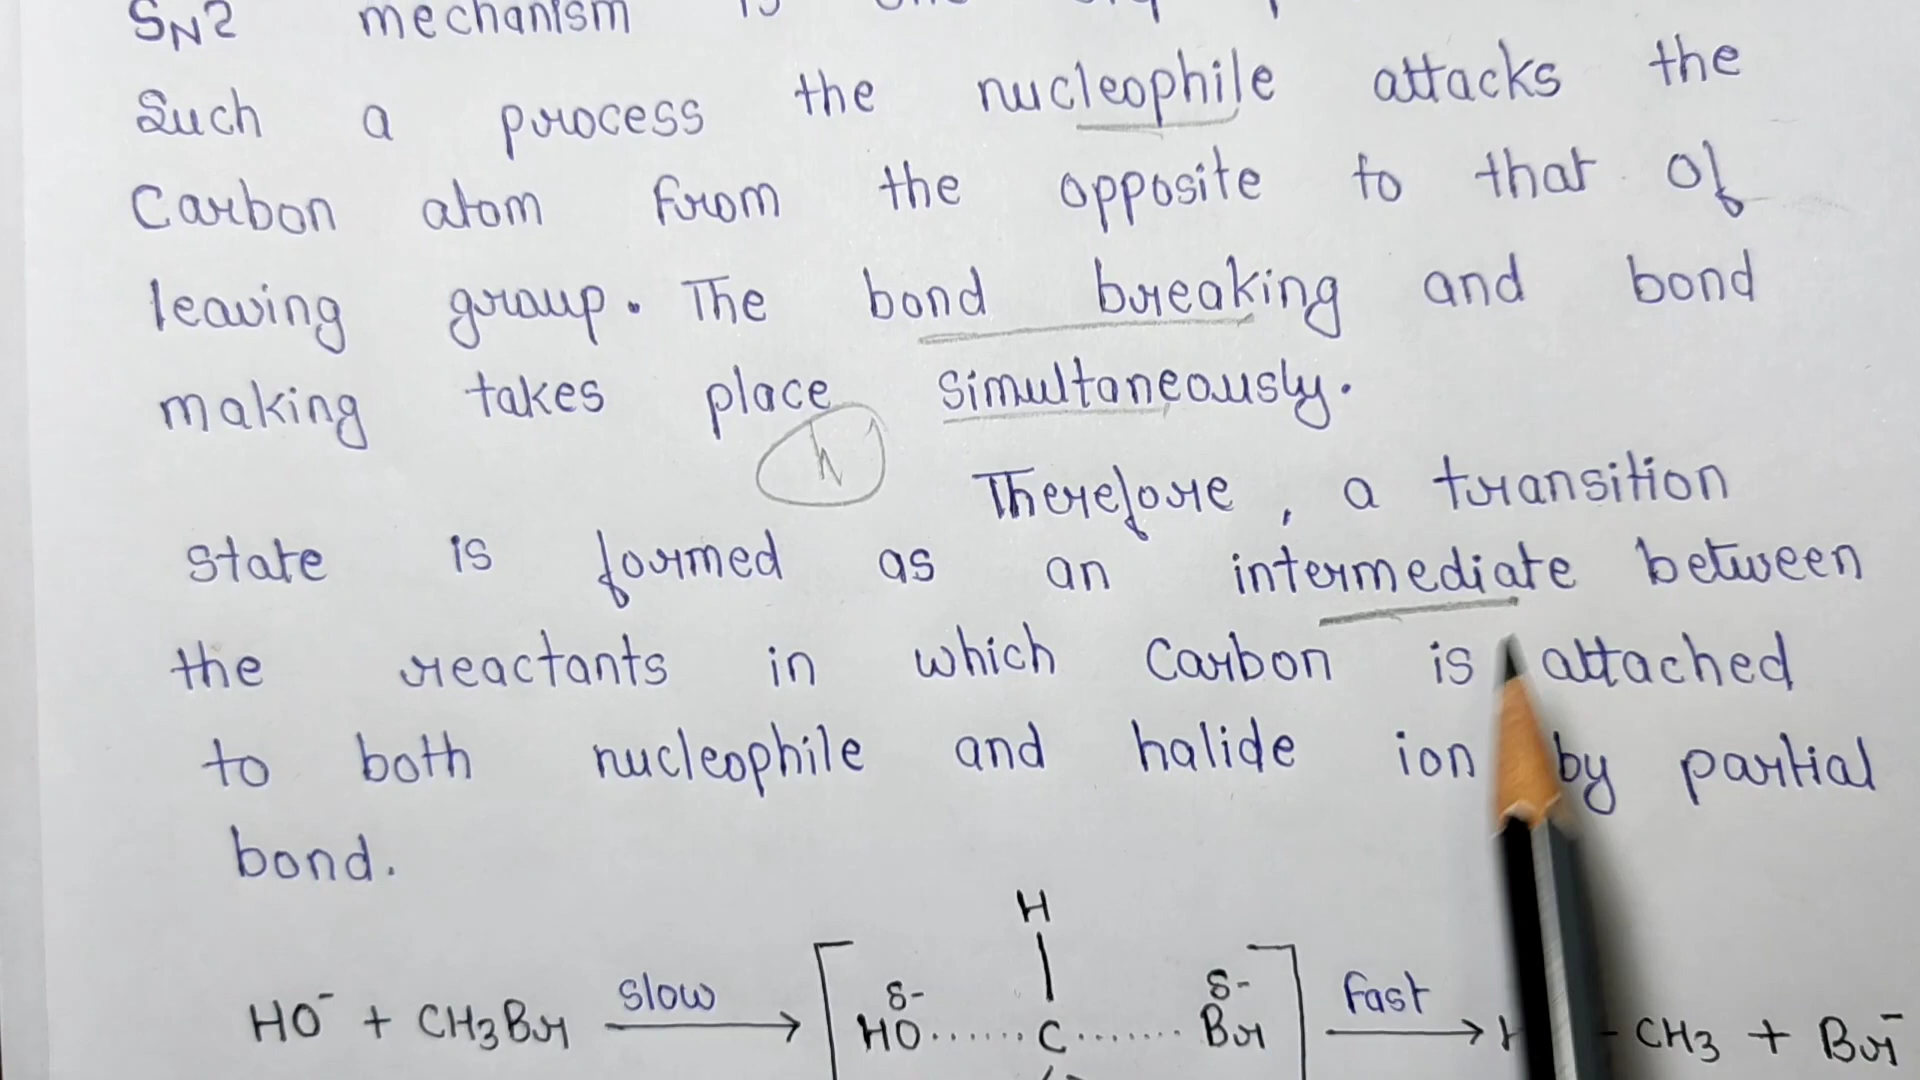 SN2 mechanism is
Such a process the nucleophile attacks the
Carbon atom from the opposite to that of
leaving group. The bond breaking and bond
making takes place simultaneously.
Therefore, a transition
state is formed as an intermediate between
the reactants in which Carbon is attached
to both nucleophile and halide ion by partial
bond.
H
δ- δ-
HO⁻ + CH3Br slow HO......C......Br Fast H - CH3 + Br⁻